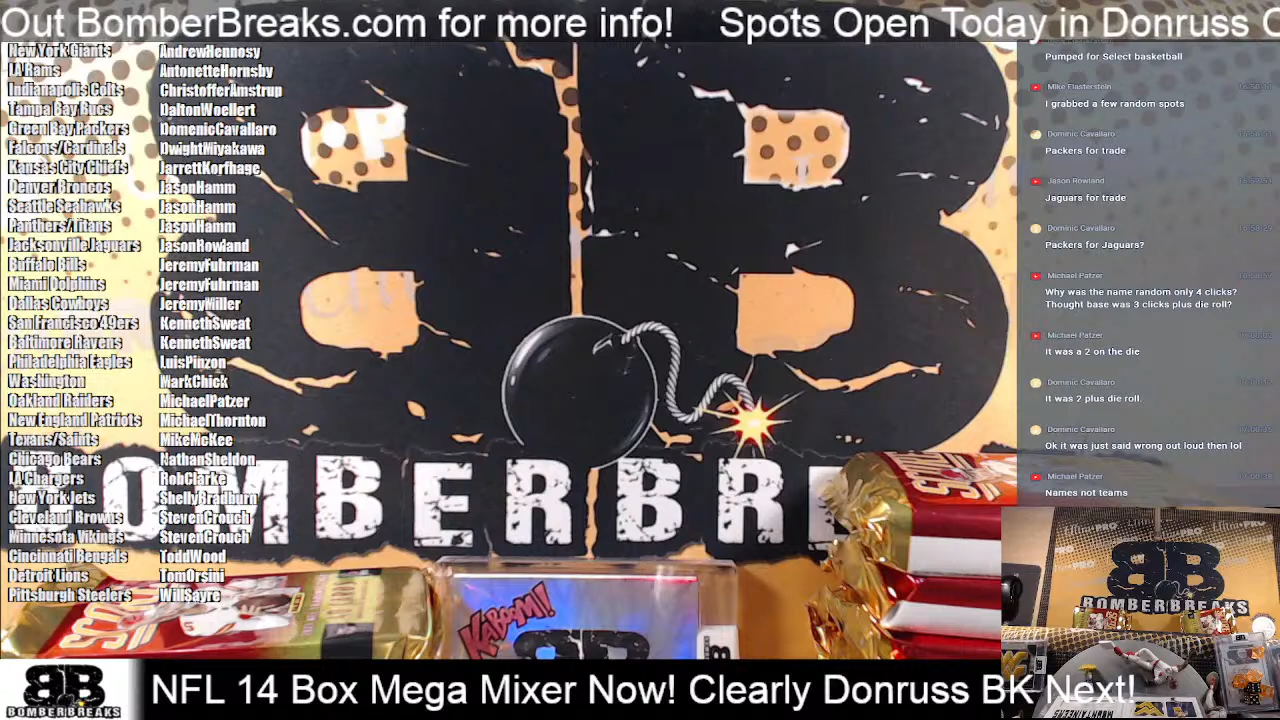 Out BomberBreaks.com for more info! Spots Open Today in Donruss
New York Giants AndrewHennosy
LA Rams AntonetteHornsby
Indianapolis Colts ChristofferAmstrup
Tampa Bay Bucs DaltonWoellert
Green Bay Packers DomenicCavallaro
Falcons/Cardinals DwightMiyakawa
Kansas City Chiefs JarrettKorfhage
Denver Broncos JasonHamm
Seattle Seahawks JasonHamm
Panthers/Titans JasonHamm
Jacksonville Jaguars JasonRowland
Buffalo Bills JeremyFuhrman
Miami Dolphins JeremyFuhrman
Dallas Cowboys JeremyMiller
San Francisco 49ers KennethSweat
Baltimore Ravens KennethSweat
Philadelphia Eagles LuisPinzon
Washington MarkChick
Oakland Raiders MichaelPatzer
New England Patriots MichaelThornton
Texans/Saints MikeMcKee
Chicago Bears NathanSheldon
LA Chargers RobClarke
New York Jets ShellyBradburn
Cleveland Browns StevenCrouch
Minnesota Vikings StevenCrouch
Cincinnati Bengals ToddWood
Detroit Lions TomOrsini
Pittsburgh Steelers WillSayre
OMBERBRE
KABOOM!
Pumped for Select basketball
Mike Flasterstein
I grabbed a few random spots
Dominic Cavallaro
Packers for trade
Jason Rowland
Jaguars for trade
Dominic Cavallaro
Packers for Jaguars?
Michael Patzer
Why was the name random only 4 clicks?
Thought base was 3 clicks plus die roll?
Michael Patzer
It was a 2 on the die
Dominic Cavallaro
It was 2 plus die roll
Dominic Cavallaro
Ok it was just said wrong out loud then lol
Michael Patzer
Names not teams
BB
BOMBERBREAKS
BB
BOMBERBREAKS
NFL 14 Box Mega Mixer Now! Clearly Donruss BK Next!